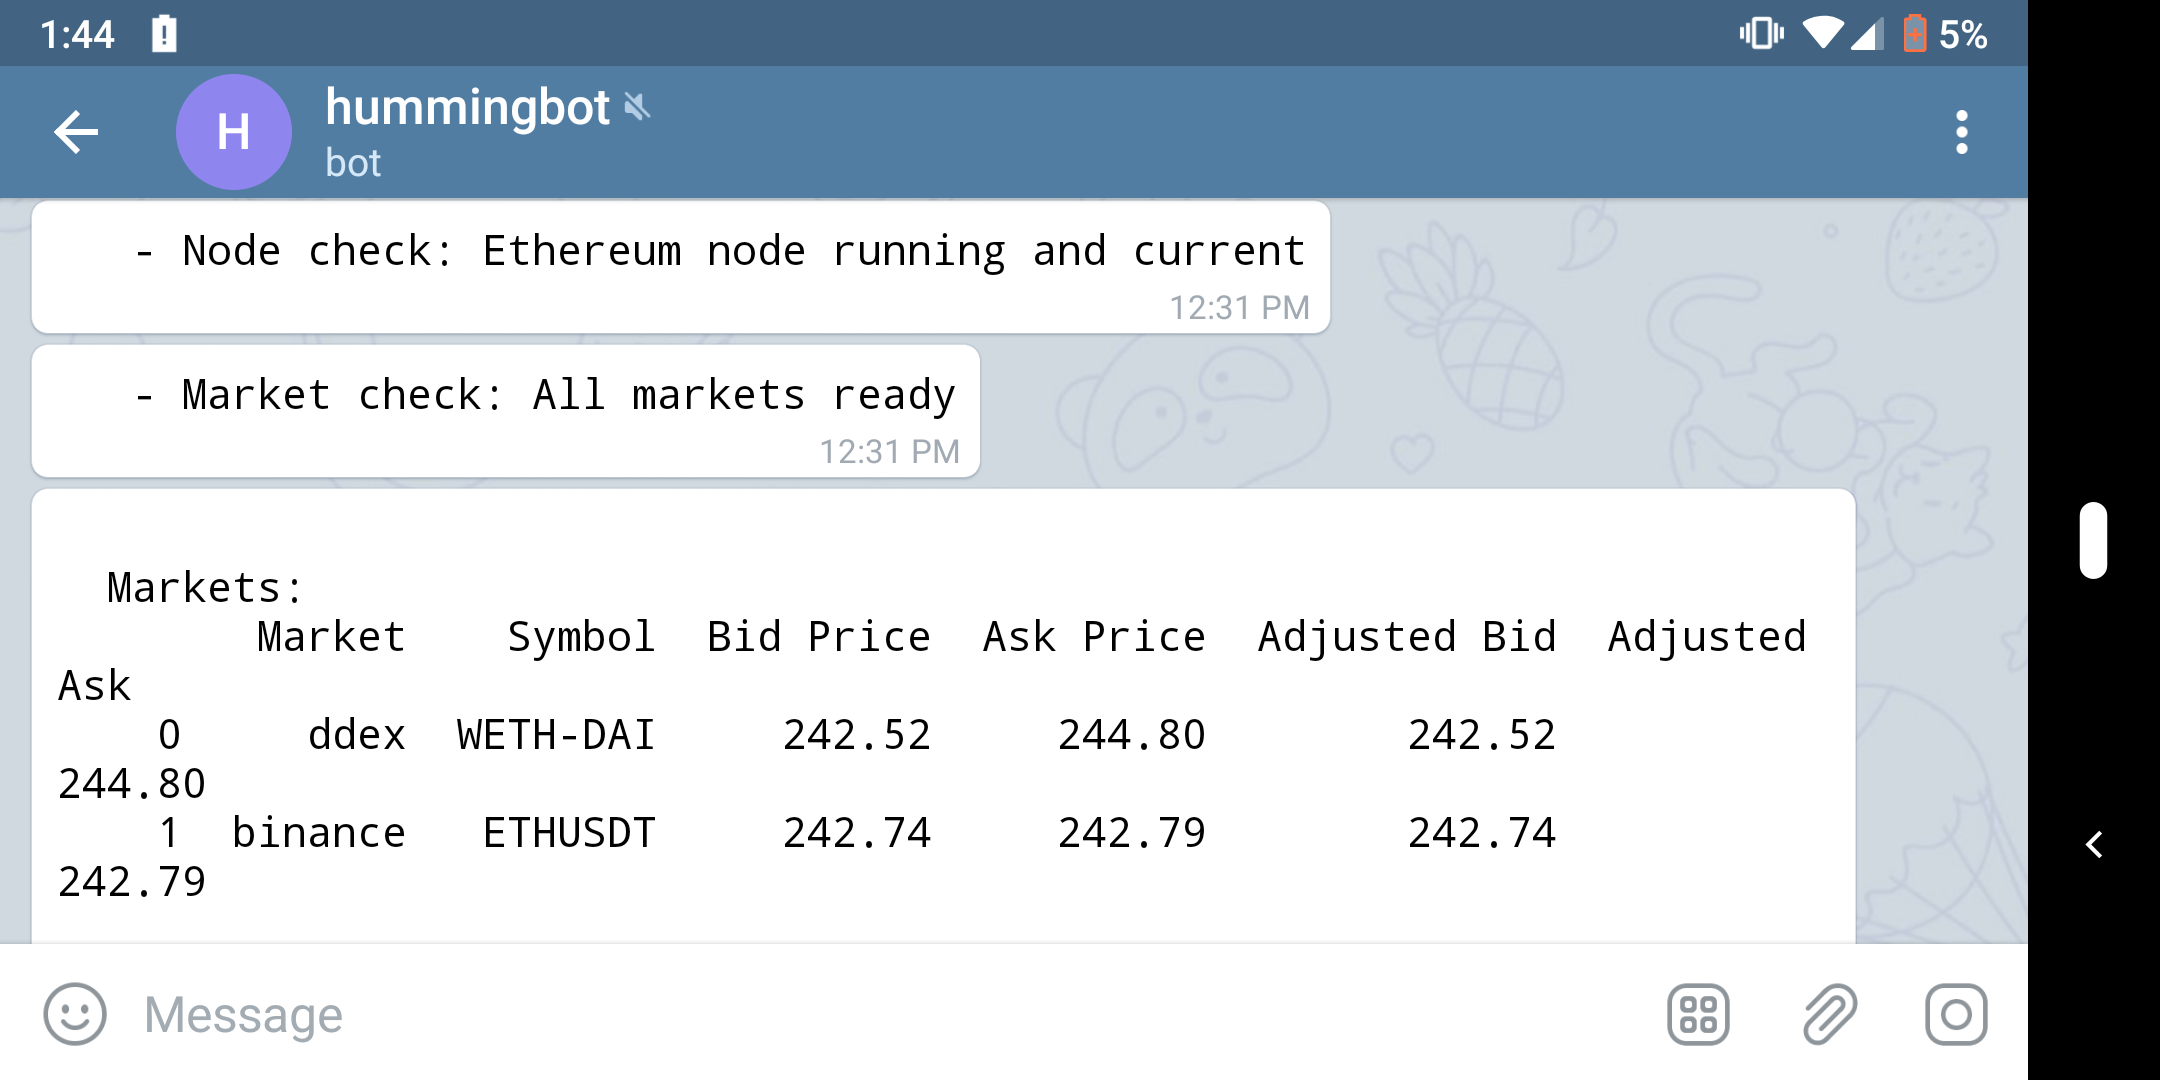 1:44 5%
H
hummingbot
bot
- Node check: Ethereum node running and current
12:31 PM
- Market check: All markets ready
12:31 PM
Markets:
Market Symbol Bid Price Ask Price Adjusted Bid Adjusted
Ask
0 ddex WETH-DAI 242.52 244.80 242.52
244.80
1 binance ETHUSDT 242.74 242.79 242.74
242.79
Message